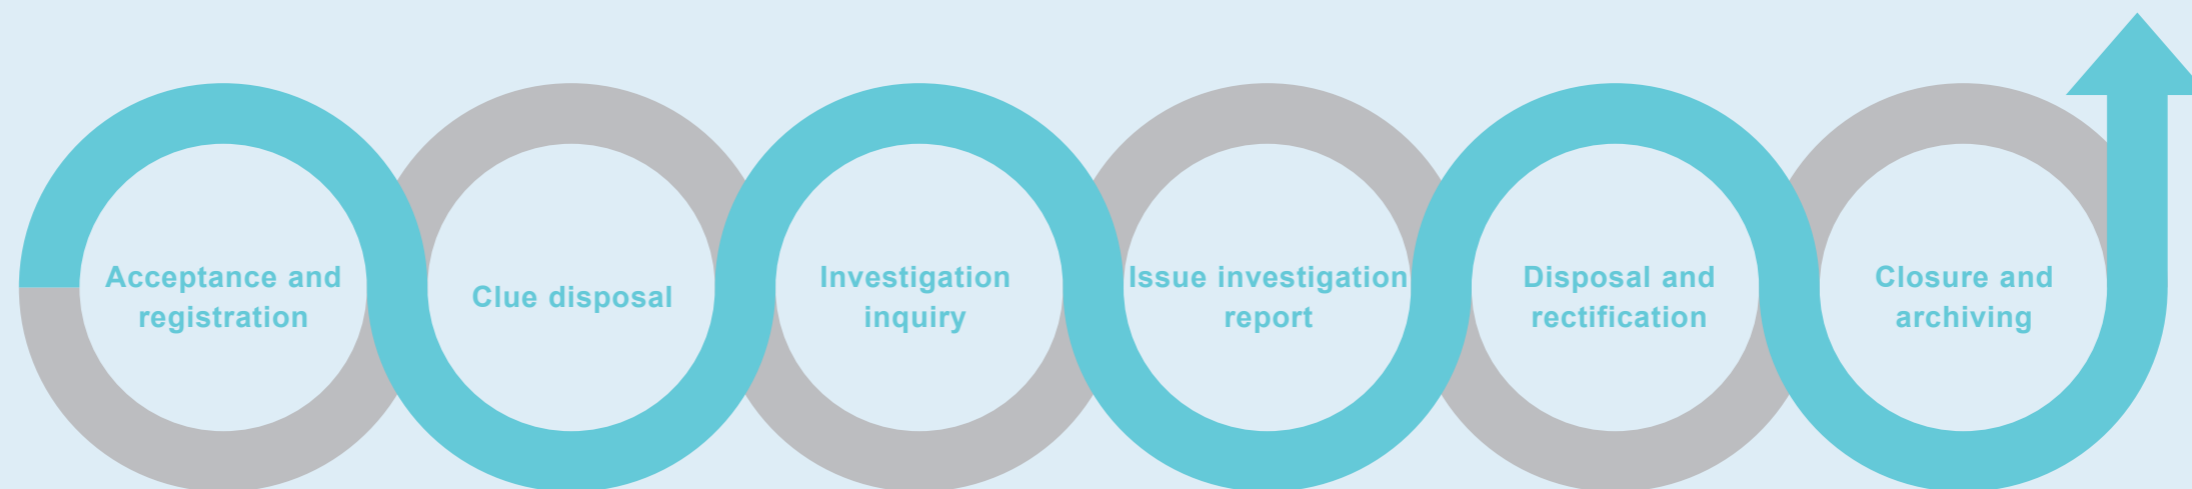 Acceptance and
registration
Clue disposal
Investigation
inquiry
Issue investigation
report
Disposal and
rectification
Closure and
archiving